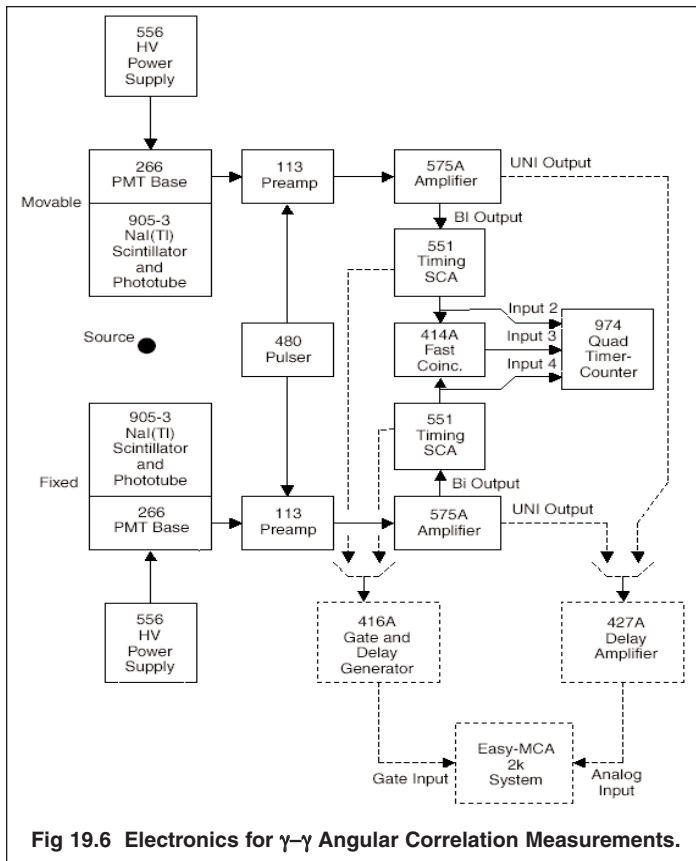 556
HV
Power
Supply
266
PMT Base
113
Preamp
575A
Amplifier
UNI Output
Movable
905-3
NaI(Tl)
Scintillator
and
Phototube
BI Output
551
Timing
SCA
Source
480
Pulser
414A
Fast
Coinc.
Input 2
Input 3
Input 4
974
Quad
Timer-
Counter
905-3
NaI(Tl)
Scintillator
and
Phototube
551
Timing
SCA
Fixed
Bi Output
266
PMT Base
113
Preamp
575A
Amplifier
UNI Output
556
HV
Power
Supply
416A
Gate and
Delay
Generator
427A
Delay
Amplifier
Easy-MCA
2k
System
Gate Input
Analog
Input
Fig 19.6 Electronics for γ–γ Angular Correlation Measurements.